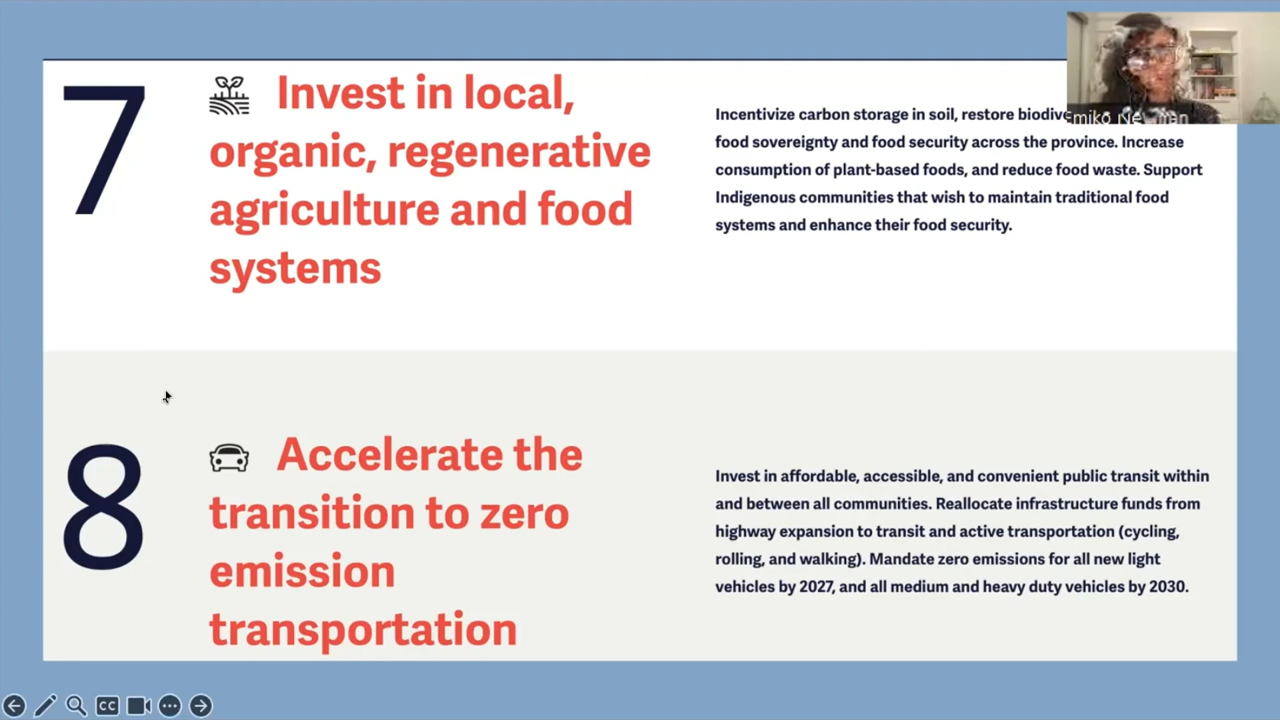 7
Invest in local,
organic, regenerative
agriculture and food
systems
Incentivize carbon storage in soil, restore
food sovereignty and food security across the province. Increase
consumption of plant-based foods, and reduce food waste. Support
Indigenous communities that wish to maintain traditional food
systems and enhance their food security.
Emiko
8
Accelerate the
transition to zero
emission
transportation
Invest in affordable, accessible, and convenient public transit within
and between all communities. Reallocate infrastructure funds from
highway expansion to transit and active transportation (cycling,
rolling, and walking). Mandate zero emissions for all new light
vehicles by 2027, and all medium and heavy duty vehicles by 2030.
CC